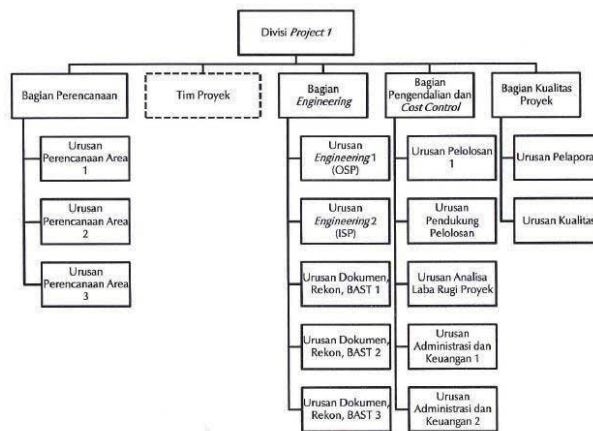 Divisi Project 1
Bagian Perencanaan
Tim Proyek
Bagian
Engineering
Bagian
Pengendalian dan
Cost Control
Bagian Kualitas
Proyek
Urusan
Perencanaan Area
1
Urusan
Perencanaan Area
2
Urusan
Perencanaan Area
3
Urusan
Engineering 1
(OSP)
Urusan
Engineering 2
(ISP)
Urusan Dokumen,
Rekon, BAST 1
Urusan Dokumen,
Rekon, BAST 2
Urusan Dokumen,
Rekon, BAST 3
Urusan Pelolosan
1
Urusan
Pendukung
Pelolosan
Urusan Analisa
Laba Rugi Proyek
Urusan
Administrasi dan
Keuangan 1
Urusan
Administrasi dan
Keuangan 2
Urusan Pelapora
Urusan Kualitas